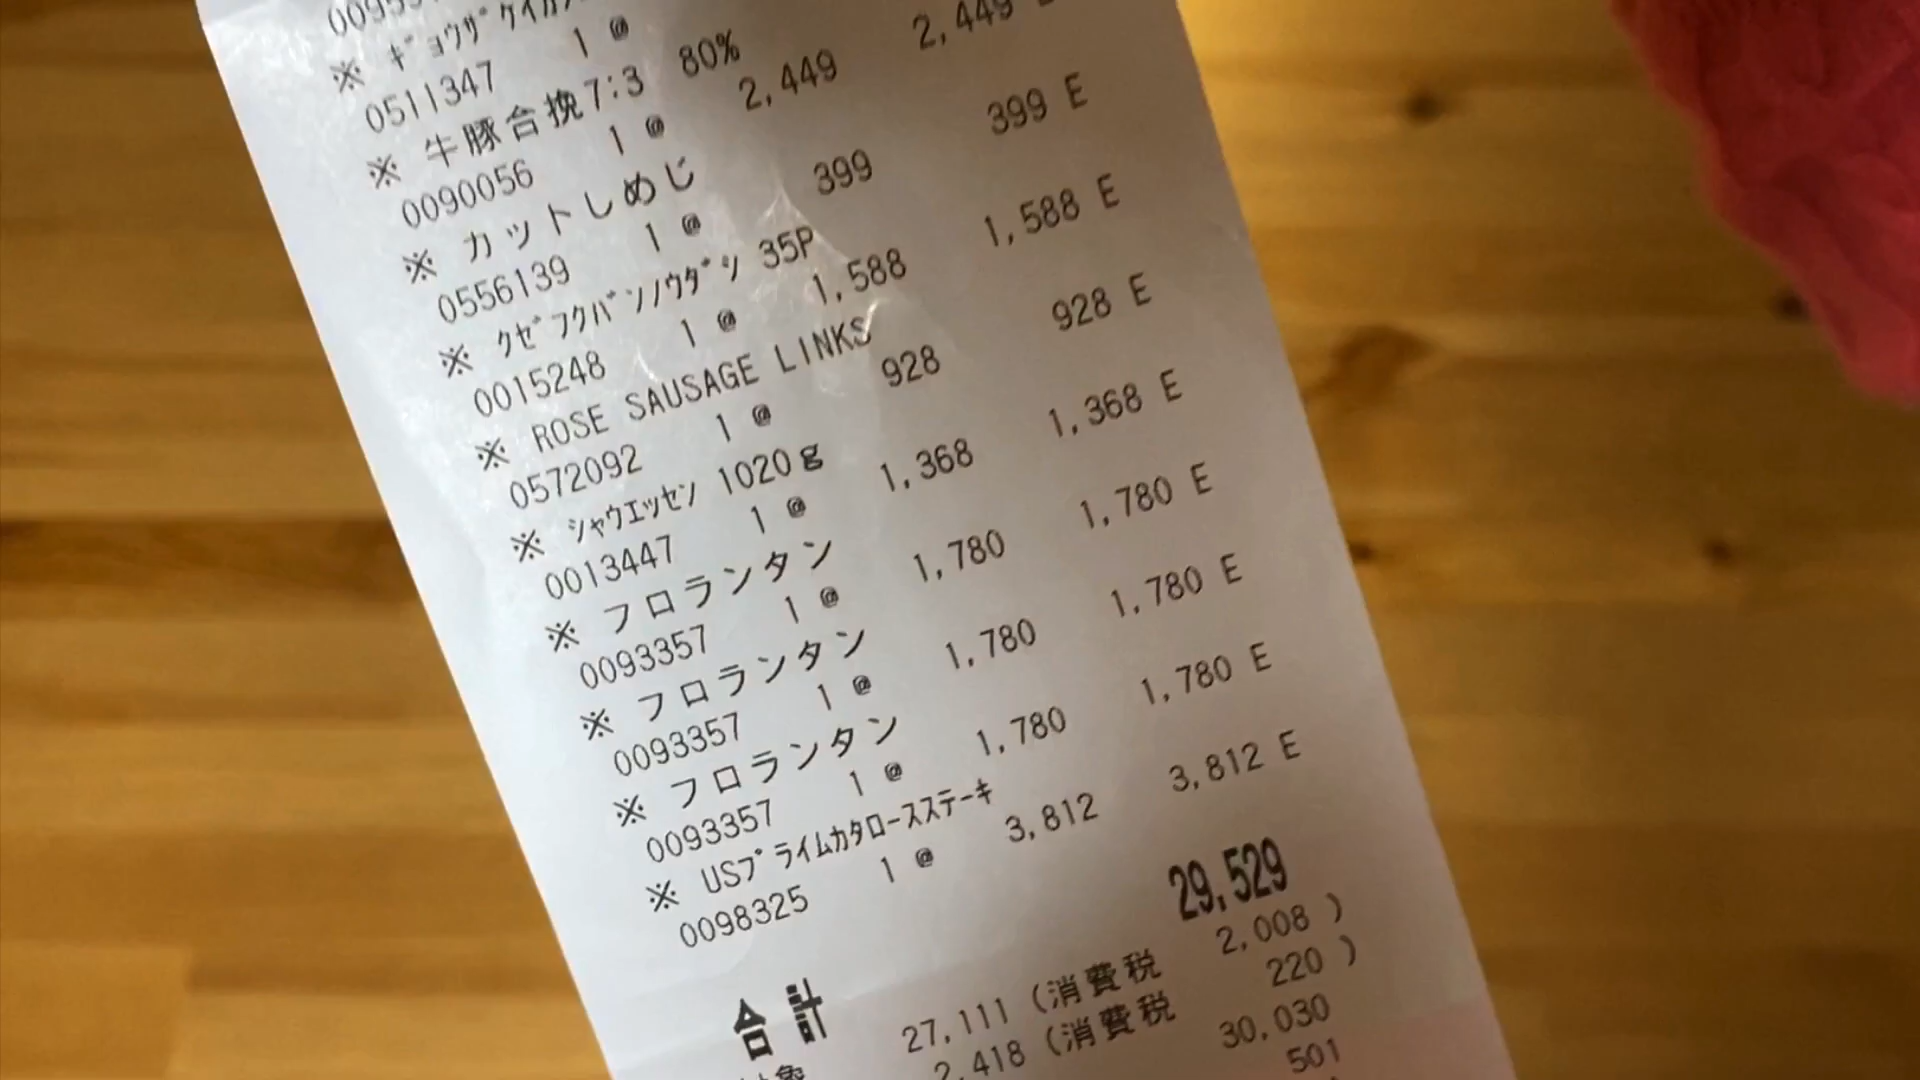 ※ ギョウザケイカ
0511347 1 @
※ 牛豚合挽7:3 80%
0090056 1 @ 2,449 2,449
※ カットしめじ
0556139 1 @ 399 399 E
※ クゼフクバンノウダシ 35P
0015248 1 @ 1,588 1,588 E
※ ROSE SAUSAGE LINKS
0572092 1 @ 928 928 E
※ シャウエッセン 1020g
0013447 1 @ 1,368 1,368 E
※ フロランタン
0093357 1 @ 1,780 1,780 E
※ フロランタン
0093357 1 @ 1,780 1,780 E
※ フロランタン
0093357 1 @ 1,780 1,780 E
※ USプライムカタロースステーキ
0098325 1 @ 3,812 3,812 E
合計 29,529
27,111 (消費税 2,008 )
2,418 (消費税 220 )
30,030
501